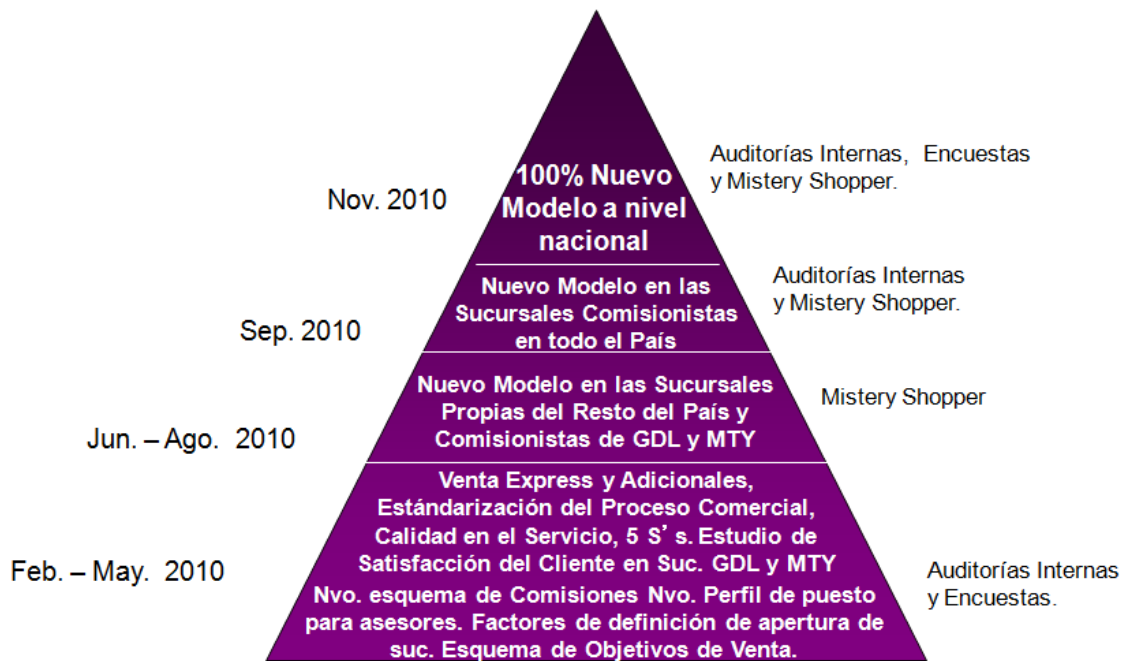 Nov. 2010
100% Nuevo
Modelo a nivel
nacional
Auditorías Internas, Encuestas
y Mistery Shopper.
Sep. 2010
Nuevo Modelo en las
Sucursales Comisionistas
en todo el País
Auditorías Internas
y Mistery Shopper.
Jun. – Ago. 2010
Nuevo Modelo en las Sucursales
Propias del Resto del País y
Comisionistas de GDL y MTY
Mistery Shopper
Feb. – May. 2010
Venta Express y Adicionales,
Estándarización del Proceso Comercial,
Calidad en el Servicio, 5 S’ s. Estudio de
Satisfacción del Cliente en Suc. GDL y MTY
Nvo. esquema de Comisiones Nvo. Perfil de puesto
para asesores. Factores de definición de apertura de
suc. Esquema de Objetivos de Venta.
Auditorías Internas
y Encuestas.